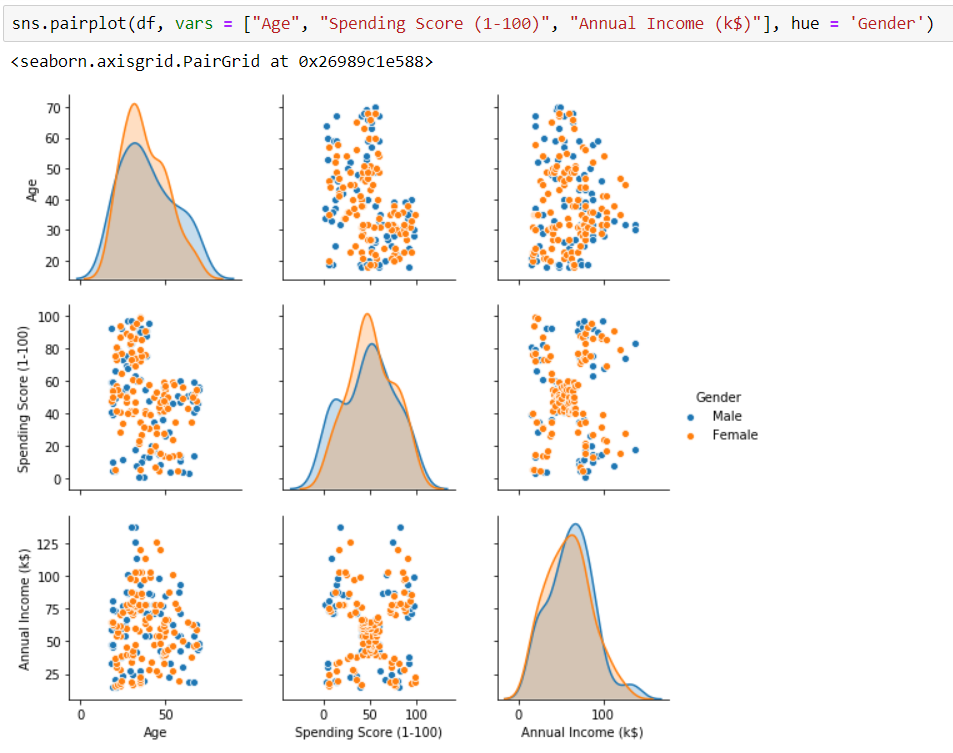 sns.pairplot(df, vars = ["Age", "Spending Score (1-100)", "Annual Income (k$)"], hue = 'Gender')
<seaborn.axisgrid.PairGrid at 0x26989c1e588>
70
60
50
40
30
20
Age
100
80
60
40
20
0
Spending Score (1-100)
Gender
Male
Female
125
100
75
50
25
Annual Income (k$)
0 50
Age
0 50 100
Spending Score (1-100)
0 100
Annual Income (k$)